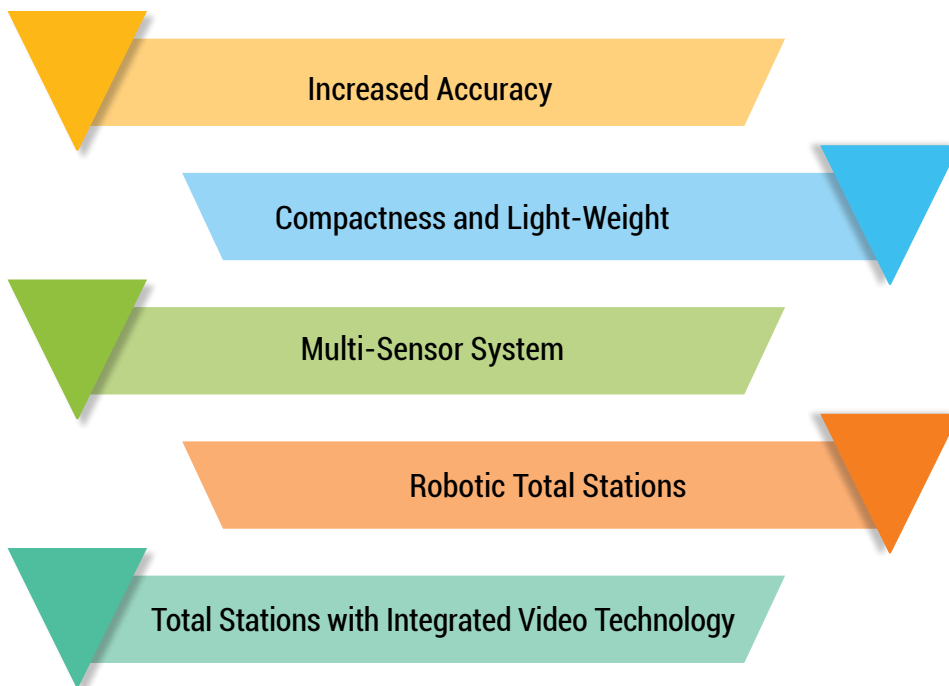 Increased Accuracy
Compactness and Light-Weight
Multi-Sensor System
Robotic Total Stations
Total Stations with Integrated Video Technology